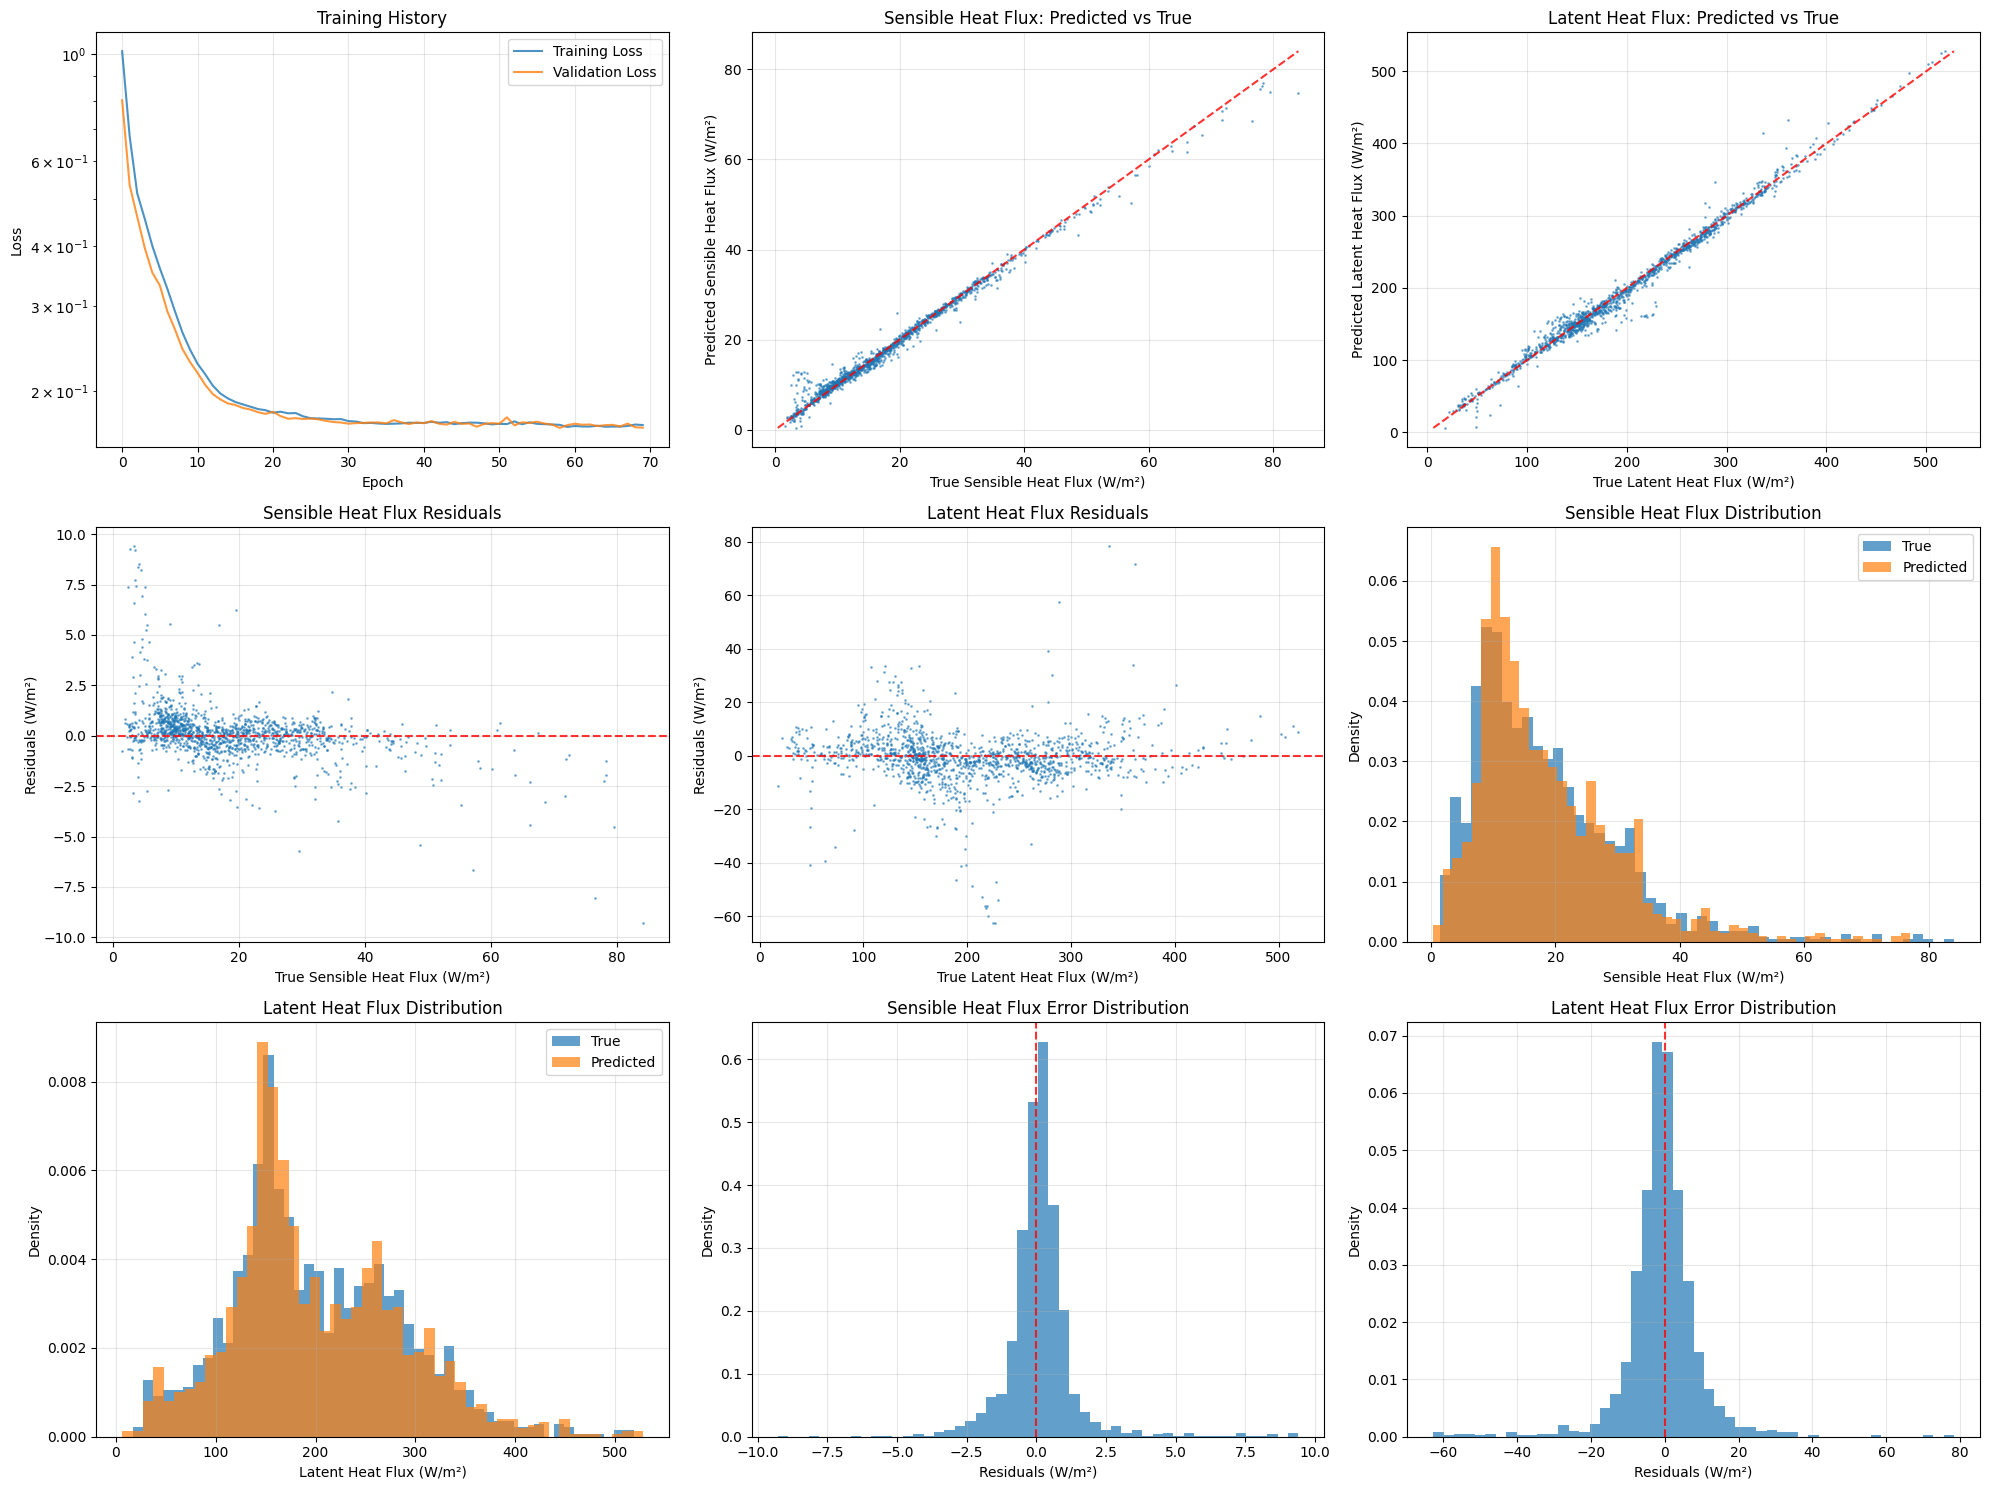 Training History
Loss
10⁰
6 × 10⁻¹
4 × 10⁻¹
3 × 10⁻¹
2 × 10⁻¹
Training Loss
Validation Loss
0 10 20 30 40 50 60 70
Epoch
Sensible Heat Flux: Predicted vs True
Predicted Sensible Heat Flux (W/m²)
80
60
40
20
0
0 20 40 60 80
True Sensible Heat Flux (W/m²)
Latent Heat Flux: Predicted vs True
Predicted Latent Heat Flux (W/m²)
500
400
300
200
100
0
0 100 200 300 400 500
True Latent Heat Flux (W/m²)
Sensible Heat Flux Residuals
Residuals (W/m²)
10.0
7.5
5.0
2.5
0.0
−2.5
−5.0
−7.5
−10.0
0 20 40 60 80
True Sensible Heat Flux (W/m²)
Latent Heat Flux Residuals
Residuals (W/m²)
80
60
40
20
0
−20
−40
−60
0 100 200 300 400 500
True Latent Heat Flux (W/m²)
Sensible Heat Flux Distribution
Density
0.06
0.05
0.04
0.03
0.02
0.01
0.00
True
Predicted
0 20 40 60 80
Sensible Heat Flux (W/m²)
Latent Heat Flux Distribution
Density
0.008
0.006
0.004
0.002
0.000
True
Predicted
0 100 200 300 400 500
Latent Heat Flux (W/m²)
Sensible Heat Flux Error Distribution
Density
0.6
0.5
0.4
0.3
0.2
0.1
0.0
−10.0 −7.5 −5.0 −2.5 0.0 2.5 5.0 7.5 10.0
Residuals (W/m²)
Latent Heat Flux Error Distribution
Density
0.07
0.06
0.05
0.04
0.03
0.02
0.01
0.00
−60 −40 −20 0 20 40 60 80
Residuals (W/m²)